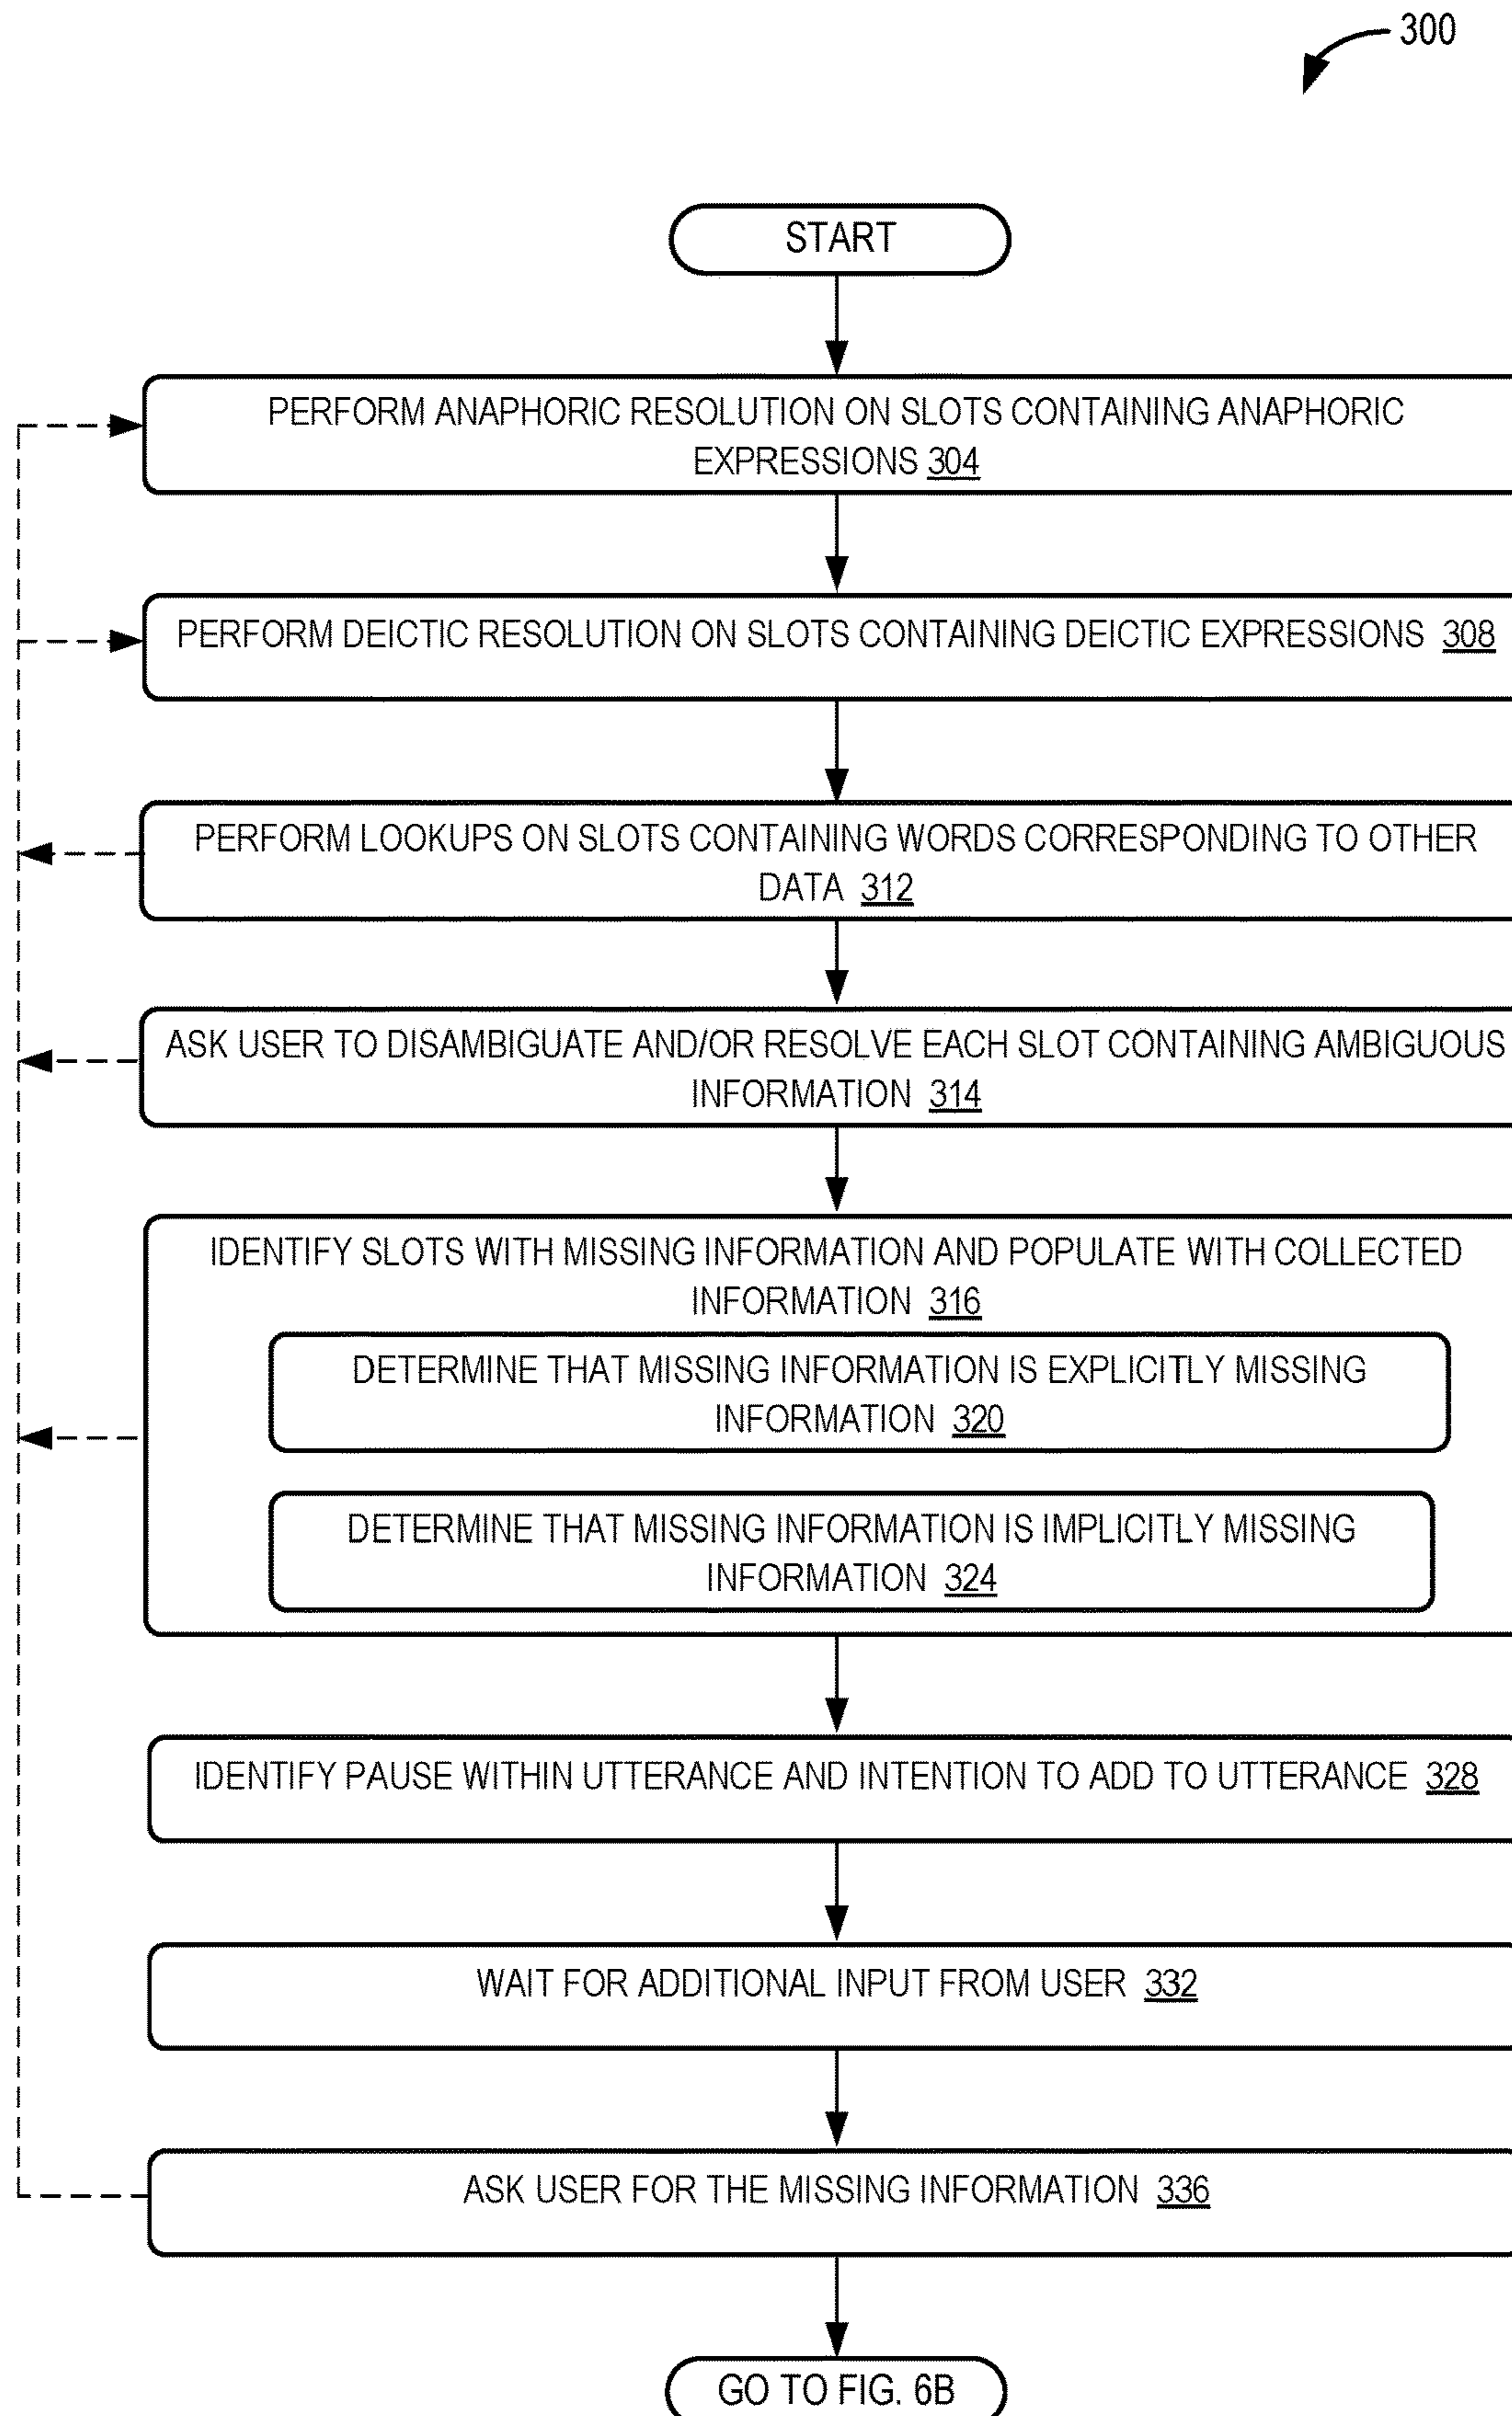 300
START
PERFORM ANAPHORIC RESOLUTION ON SLOTS CONTAINING ANAPHORIC
EXPRESSIONS 304
PERFORM DEICTIC RESOLUTION ON SLOTS CONTAINING DEICTIC EXPRESSIONS 308
PERFORM LOOKUPS ON SLOTS CONTAINING WORDS CORRESPONDING TO OTHER
DATA 312
ASK USER TO DISAMBIGUATE AND/OR RESOLVE EACH SLOT CONTAINING AMBIGUOUS
INFORMATION 314
IDENTIFY SLOTS WITH MISSING INFORMATION AND POPULATE WITH COLLECTED
INFORMATION 316
DETERMINE THAT MISSING INFORMATION IS EXPLICITLY MISSING
INFORMATION 320
DETERMINE THAT MISSING INFORMATION IS IMPLICITLY MISSING
INFORMATION 324
IDENTIFY PAUSE WITHIN UTTERANCE AND INTENTION TO ADD TO UTTERANCE 328
WAIT FOR ADDITIONAL INPUT FROM USER 332
ASK USER FOR THE MISSING INFORMATION 336
GO TO FIG. 6B